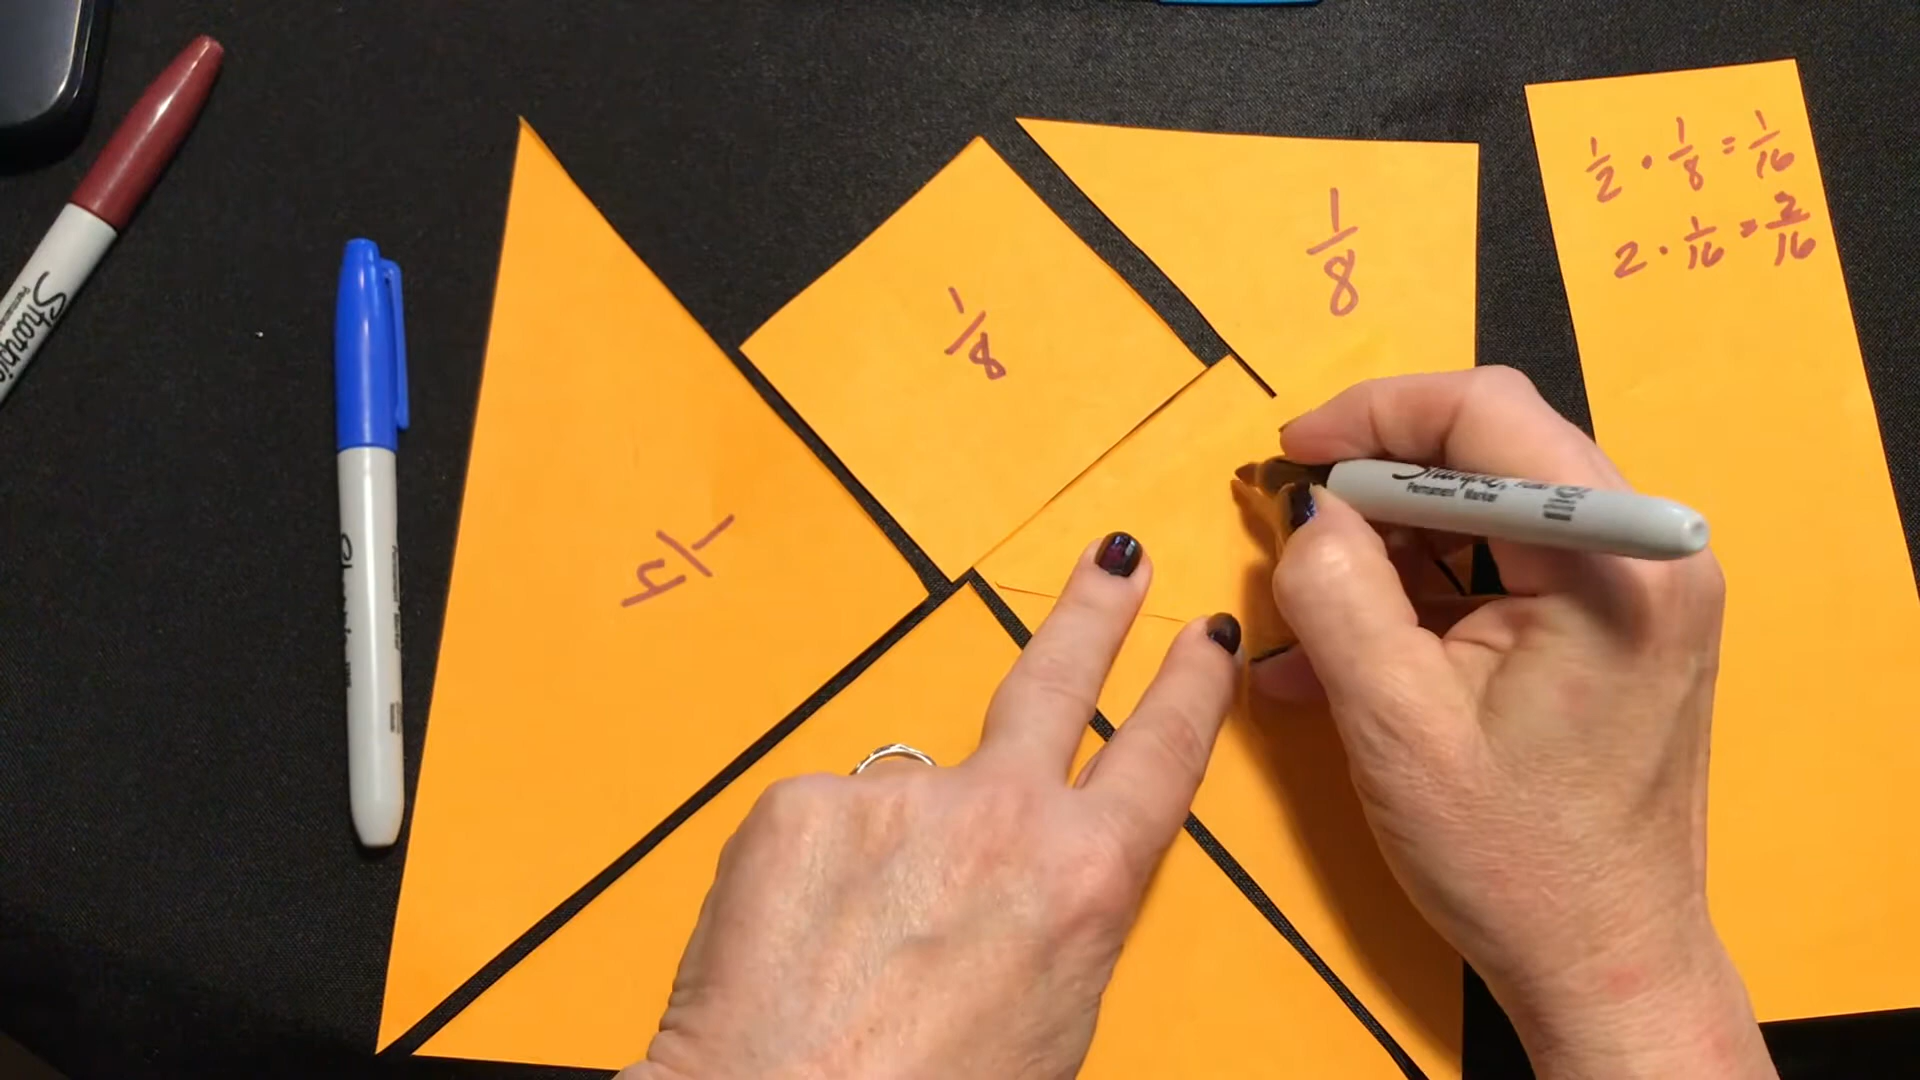 1/2 · 1/8 = 1/16
2 · 1/16 = 2/16
1/8
1/8
1/4
Sharpie
Permanent Marker
Sharpie